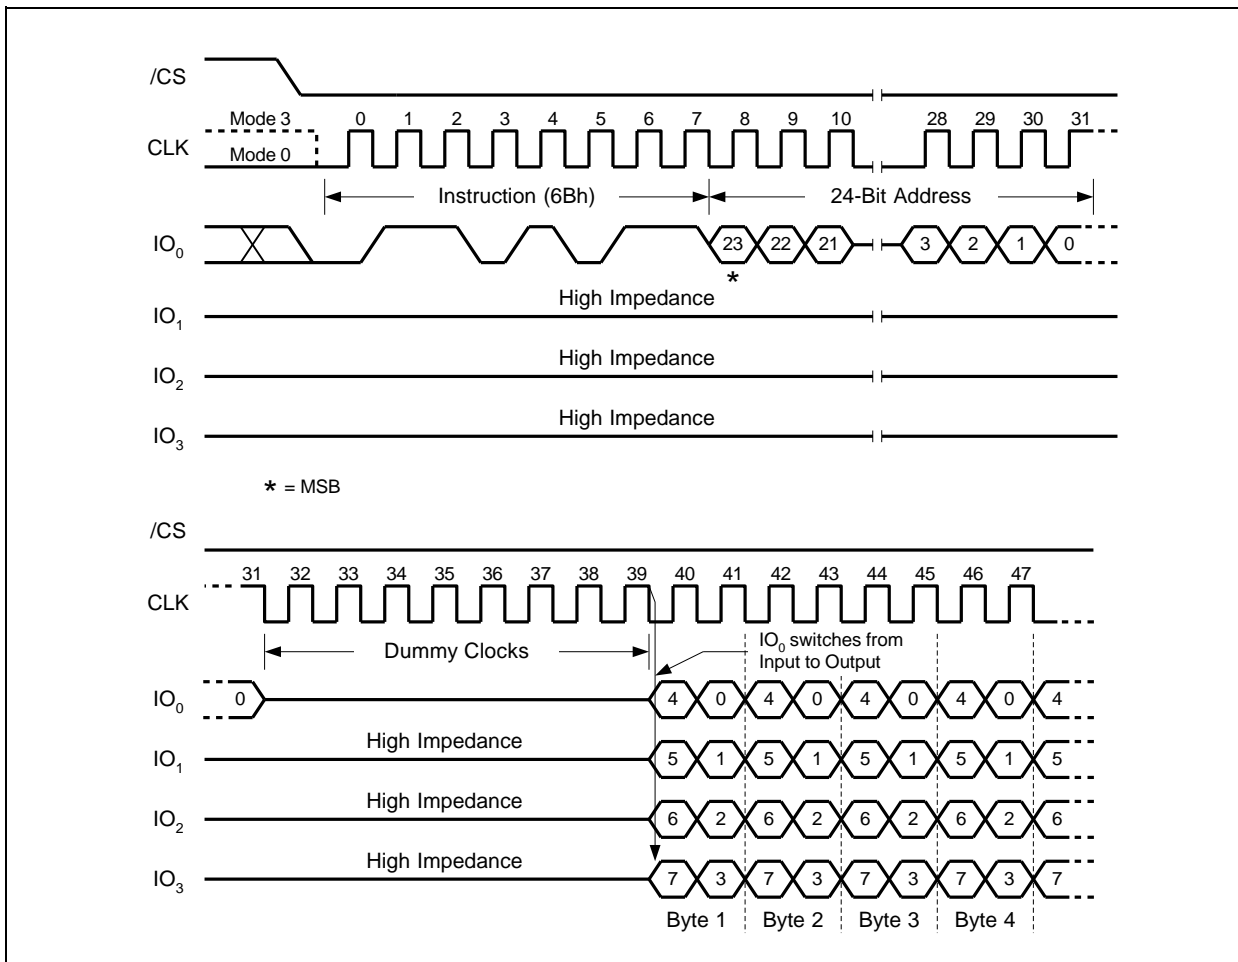 /CS
Mode 3 0 1 2 3 4 5 6 7 8 9 10 28 29 30 31
CLK
Mode 0
Instruction (6Bh) 24-Bit Address
IO0 23 22 21 3 2 1 0
*
High Impedance
IO1
High Impedance
IO2
High Impedance
IO3
* = MSB
/CS
31 32 33 34 35 36 37 38 39 40 41 42 43 44 45 46 47
CLK
Dummy Clocks
IO0 switches from
Input to Output
IO0 0 4 0 4 0 4 0 4 0 4
High Impedance
IO1 5 1 5 1 5 1 5 1 5
High Impedance
IO2 6 2 6 2 6 2 6 2 6
High Impedance
IO3 7 3 7 3 7 3 7 3 7
Byte 1 Byte 2 Byte 3 Byte 4